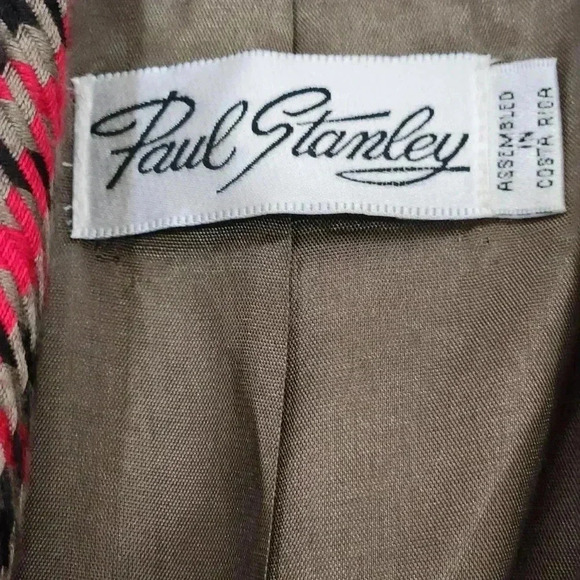 Paul Stanley
ASSEMBLED
IN
COSTA RICA